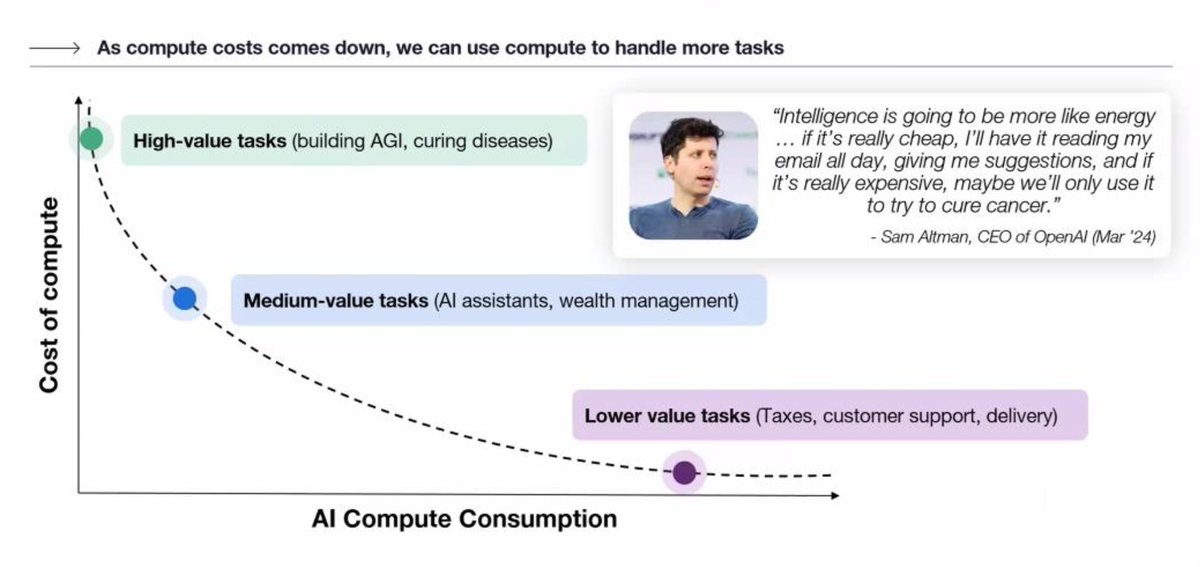 As compute costs comes down, we can use compute to handle more tasks
High-value tasks (building AGI, curing diseases)
“Intelligence is going to be more like energy
... if it’s really cheap, I’ll have it reading my
email all day, giving me suggestions, and if
it’s really expensive, maybe we’ll only use it
to try to cure cancer.”
- Sam Altman, CEO of OpenAI (Mar ’24)
Cost of compute
Medium-value tasks (AI assistants, wealth management)
Lower value tasks (Taxes, customer support, delivery)
AI Compute Consumption